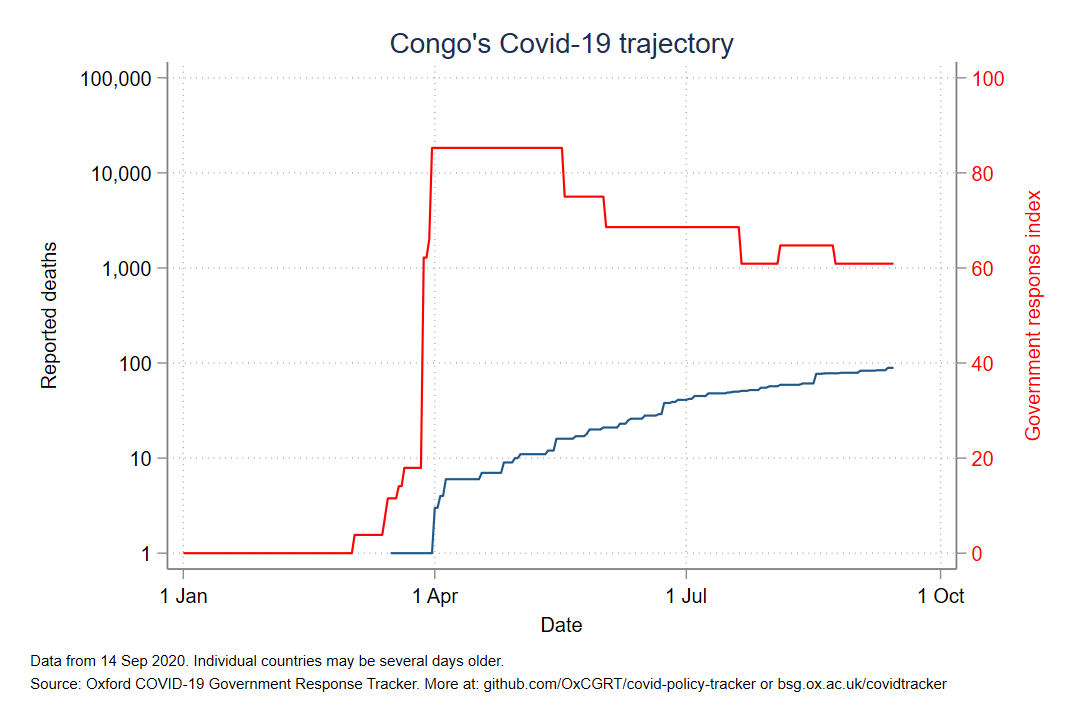 Congo's Covid-19 trajectory
100,000
10,000
1,000
100
10
1
Reported deaths
100
80
60
40
20
0
Government response index
1 Jan
1 Apr
1 Jul
1 Oct
Date
Data from 14 Sep 2020. Individual countries may be several days older.
Source: Oxford COVID-19 Government Response Tracker. More at: github.com/OxCGRT/covid-policy-tracker or bsg.ox.ac.uk/covidtracker